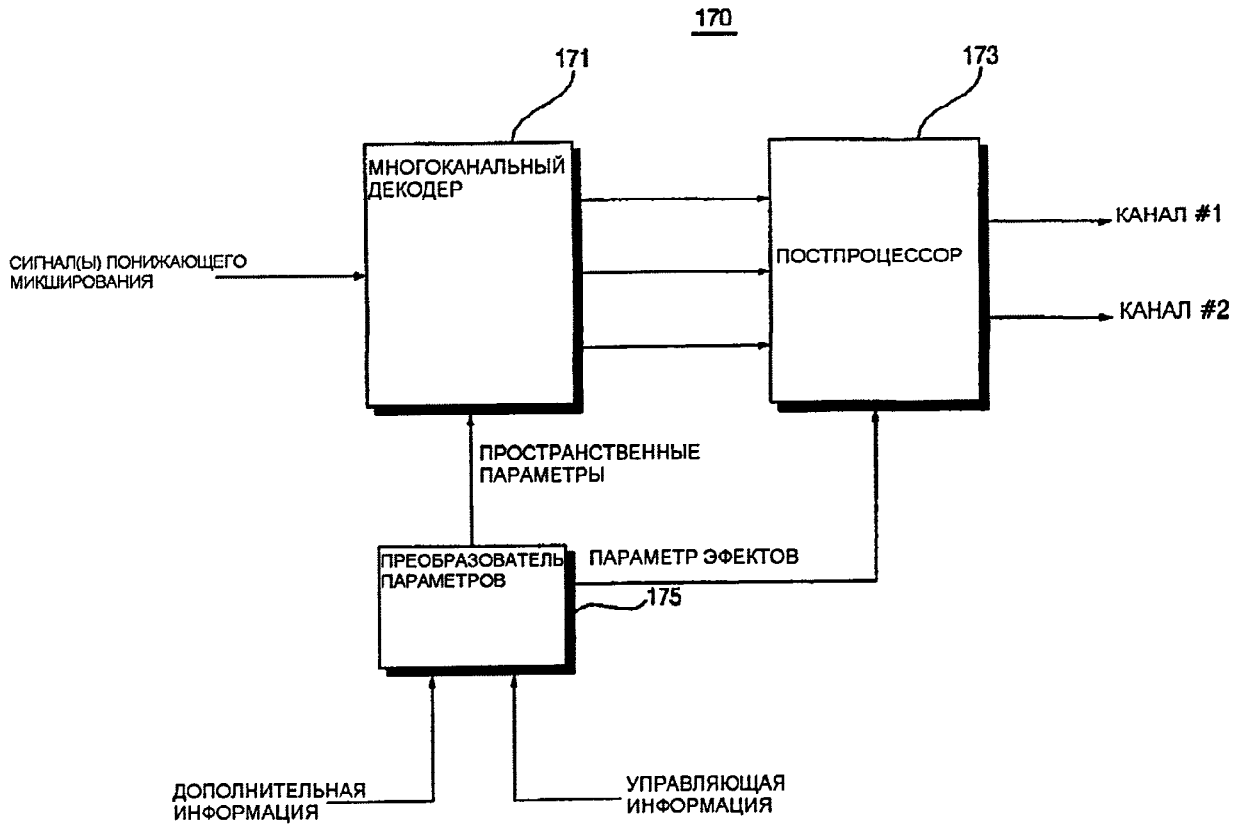 170
171
173
МНОГОКАНАЛЬНЫЙ
ДЕКОДЕР
ПОСТПРОЦЕССОР
КАНАЛ #1
КАНАЛ #2
СИГНАЛ(Ы) ПОНИЖАЮЩЕГО
МИКШИРОВАНИЯ
ПРОСТРАНСТВЕННЫЕ
ПАРАМЕТРЫ
ПРЕОБРАЗОВАТЕЛЬ
ПАРАМЕТРОВ
ПАРАМЕТР ЭФЕКТОВ
175
ДОПОЛНИТЕЛЬНАЯ
ИНФОРМАЦИЯ
УПРАВЛЯЮЩАЯ
ИНФОРМАЦИЯ